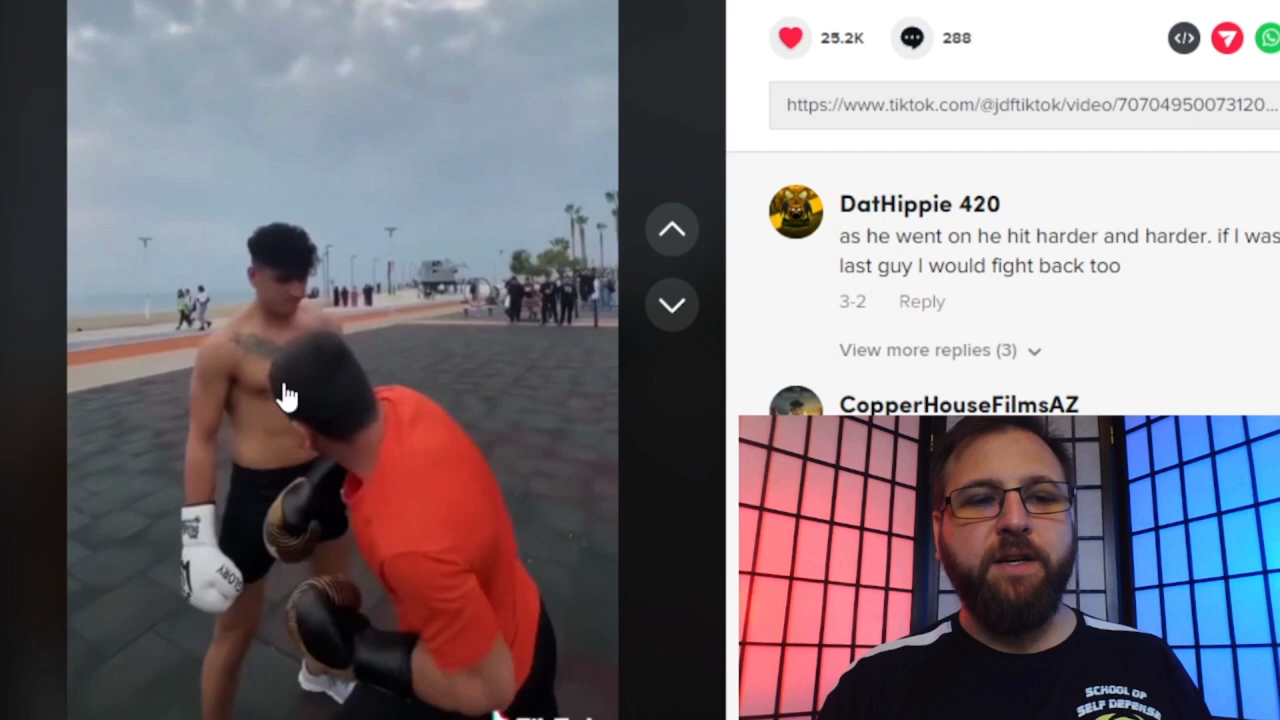 25.2K
288
https://www.tiktok.com/@jdftiktok/video/70704950073120...
DatHippie 420
as he went on he hit harder and harder. if I was
last guy I would fight back too
3-2 Reply
View more replies (3)
CopperHouseFilmsAZ
GLORY
SCHOOL OF
SELF DEFENSE